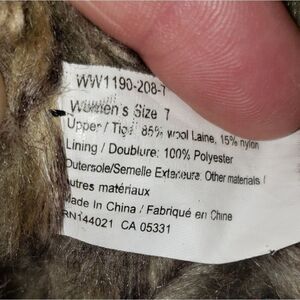 WW1190-208-7
Women's Size 7
Upper / Tige: 85% wool Laine, 15% nylon
Lining / Doublure: 100% Polyester
Outersole/Semelle Exterieure: Other materials /
utres matériaux
Made In China / Fabriqué en Chine
RN144021 CA 05331